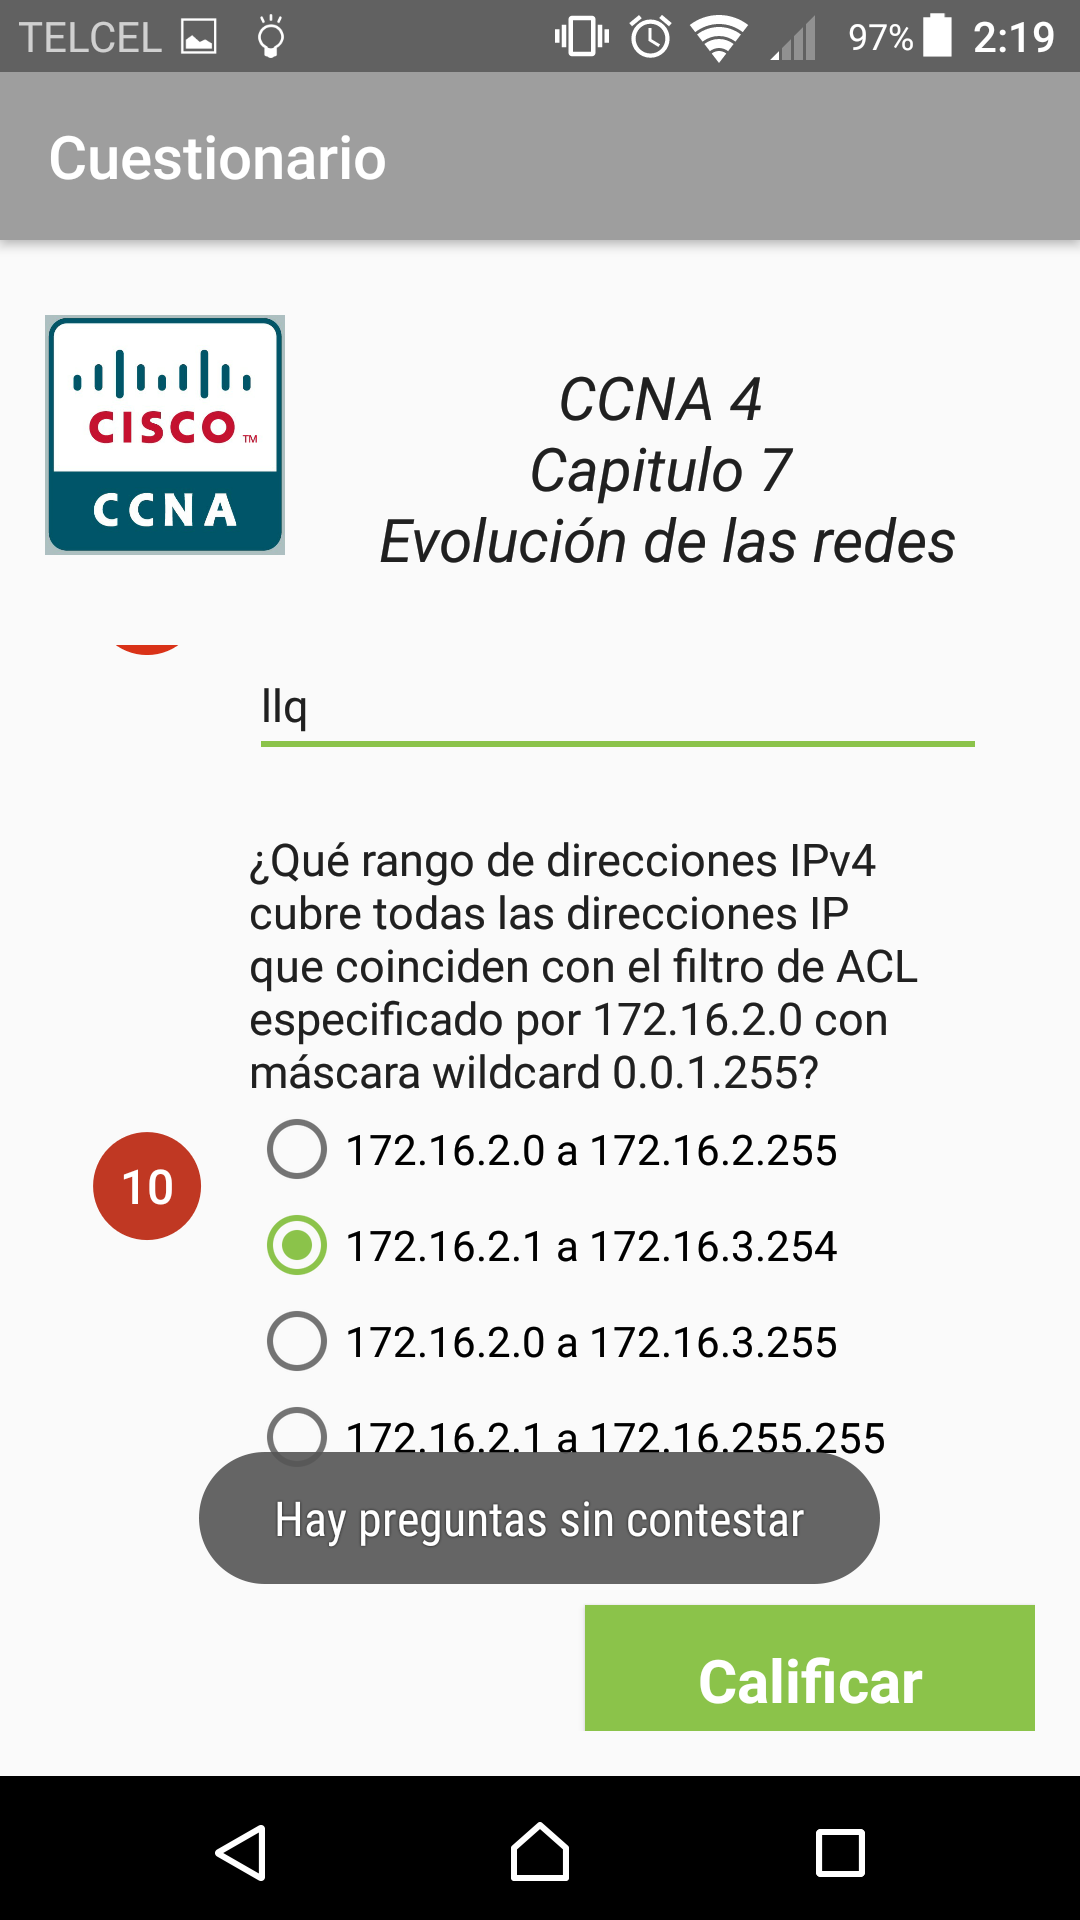 TELCEL 97% 2:19
Cuestionario
CISCO TM
CCNA
CCNA 4
Capitulo 7
Evolución de las redes
llq
¿Qué rango de direcciones IPv4
cubre todas las direcciones IP
que coinciden con el filtro de ACL
especificado por 172.16.2.0 con
máscara wildcard 0.0.1.255?
10
172.16.2.0 a 172.16.2.255
172.16.2.1 a 172.16.3.254
172.16.2.0 a 172.16.3.255
172.16.2.1 a 172.16.255.255
Hay preguntas sin contestar
Calificar